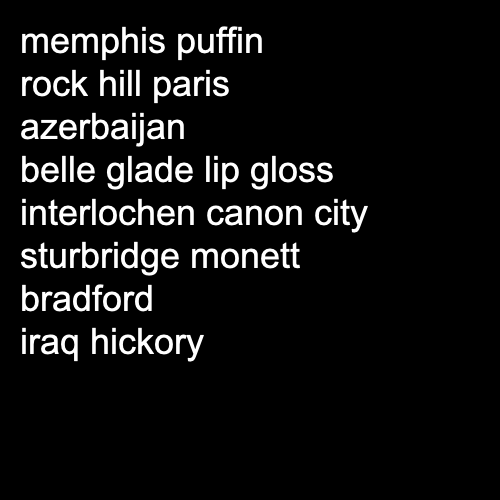 memphis puffin
rock hill paris
azerbaijan
belle glade lip gloss
interlochen canon city
sturbridge monett
bradford
iraq hickory